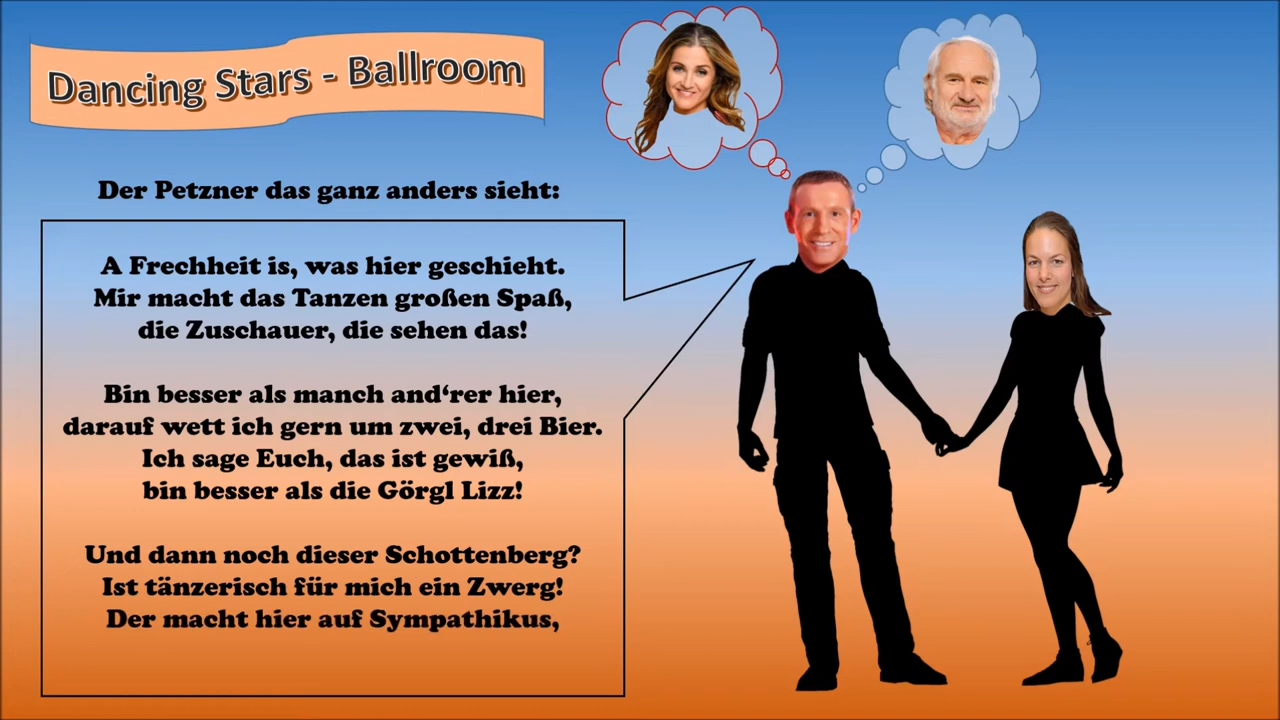 Dancing Stars - Ballroom
Der Petzner das ganz anders sieht:
A Frechheit is, was hier geschieht.
Mir macht das Tanzen großen Spaß,
die Zuschauer, die sehen das!
Bin besser als manch and‘rer hier,
darauf wett ich gern um zwei, drei Bier.
Ich sage Euch, das ist gewiß,
bin besser als die Görgl Lizz!
Und dann noch dieser Schottenberg?
Ist tänzerisch für mich ein Zwerg!
Der macht hier auf Sympathikus,